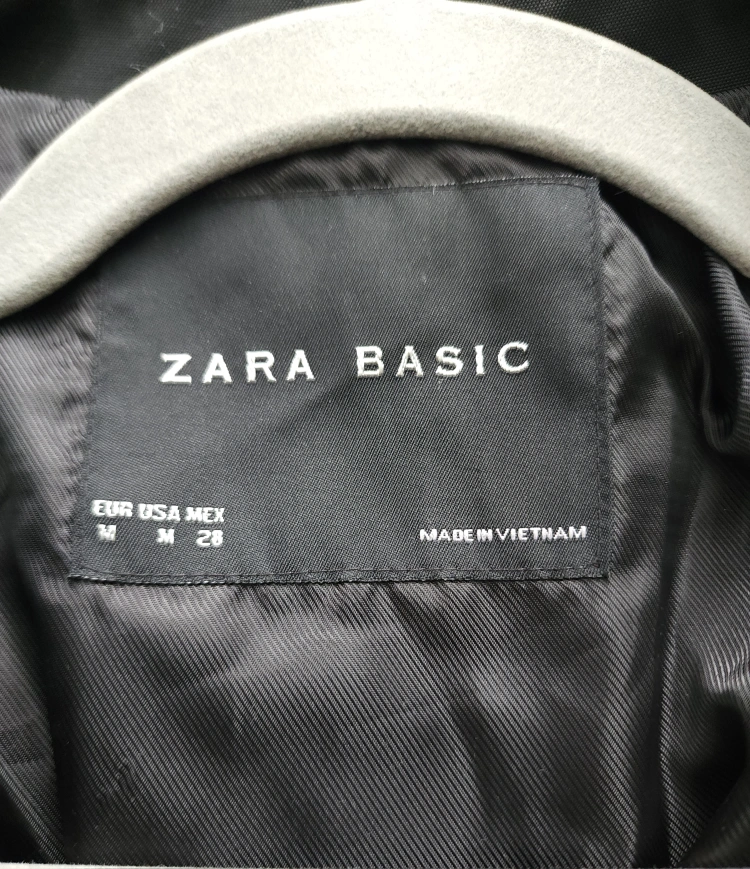 ZARA BASIC
EUR USA MEX
M M 28
MADE IN VIETNAM